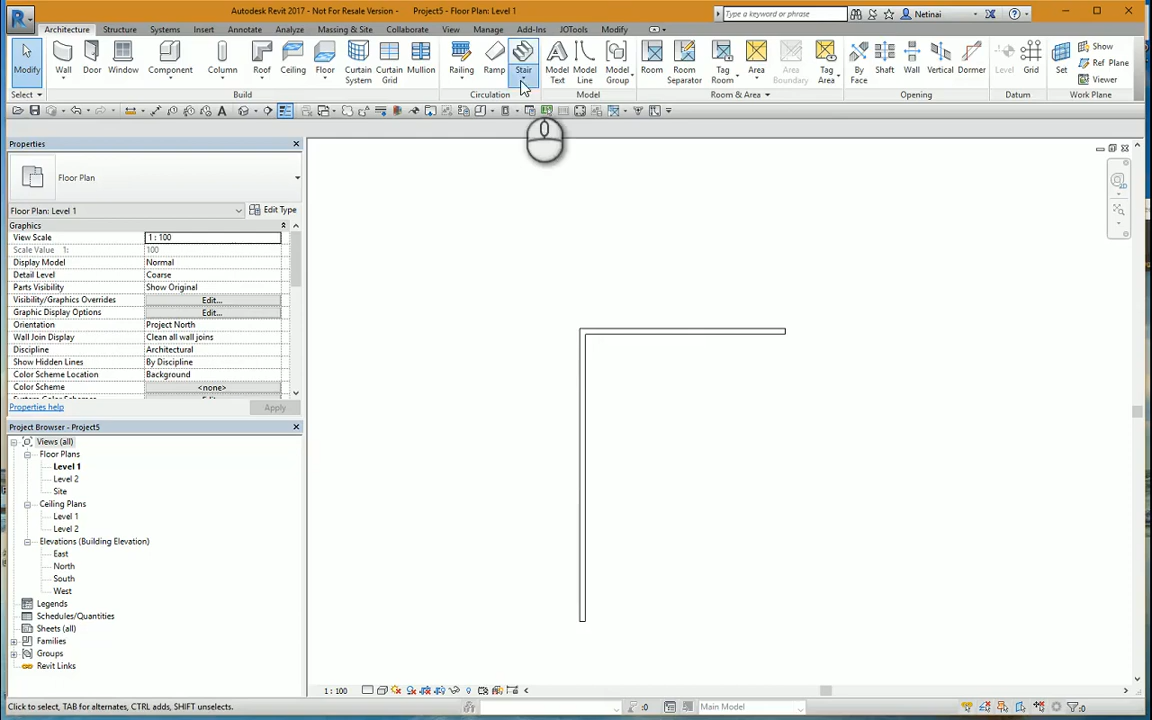 Autodesk Revit 2017 - Not For Resale Version - Project5 - Floor Plan: Level 1
Type a keyword or phrase
Netinai
Architecture Structure Systems Insert Annotate Analyze Massing & Site Collaborate View Manage Add-Ins JOTools Modify
Modify Wall Door Window Component Column Roof Ceiling Floor Curtain System Curtain Grid Mullion Railing Ramp Stair Model Text Model Line Model Group Room Room Separator Tag Room Area Area Boundary Tag Area By Face Shaft Wall Vertical Dormer Level Grid Set Show Ref Plane Viewer
Select Build Circulation Model Room & Area Opening Datum Work Plane
Properties
Floor Plan
Floor Plan: Level 1 Edit Type
Graphics
View Scale 1 : 100
Scale Value 1: 100
Display Model Normal
Detail Level Coarse
Parts Visibility Show Original
Visibility/Graphics Overrides Edit...
Graphic Display Options Edit...
Orientation Project North
Wall Join Display Clean all wall joins
Discipline Architectural
Show Hidden Lines By Discipline
Color Scheme Location Background
Color Scheme <none>
Properties help Apply
Project Browser - Project5
Views (all)
Floor Plans
Level 1
Level 2
Site
Ceiling Plans
Level 1
Level 2
Elevations (Building Elevation)
East
North
South
West
Legends
Schedules/Quantities
Sheets (all)
Families
Groups
Revit Links
1 : 100
Click to select, TAB for alternates, CTRL adds, SHIFT unselects.
:0 Main Model :0